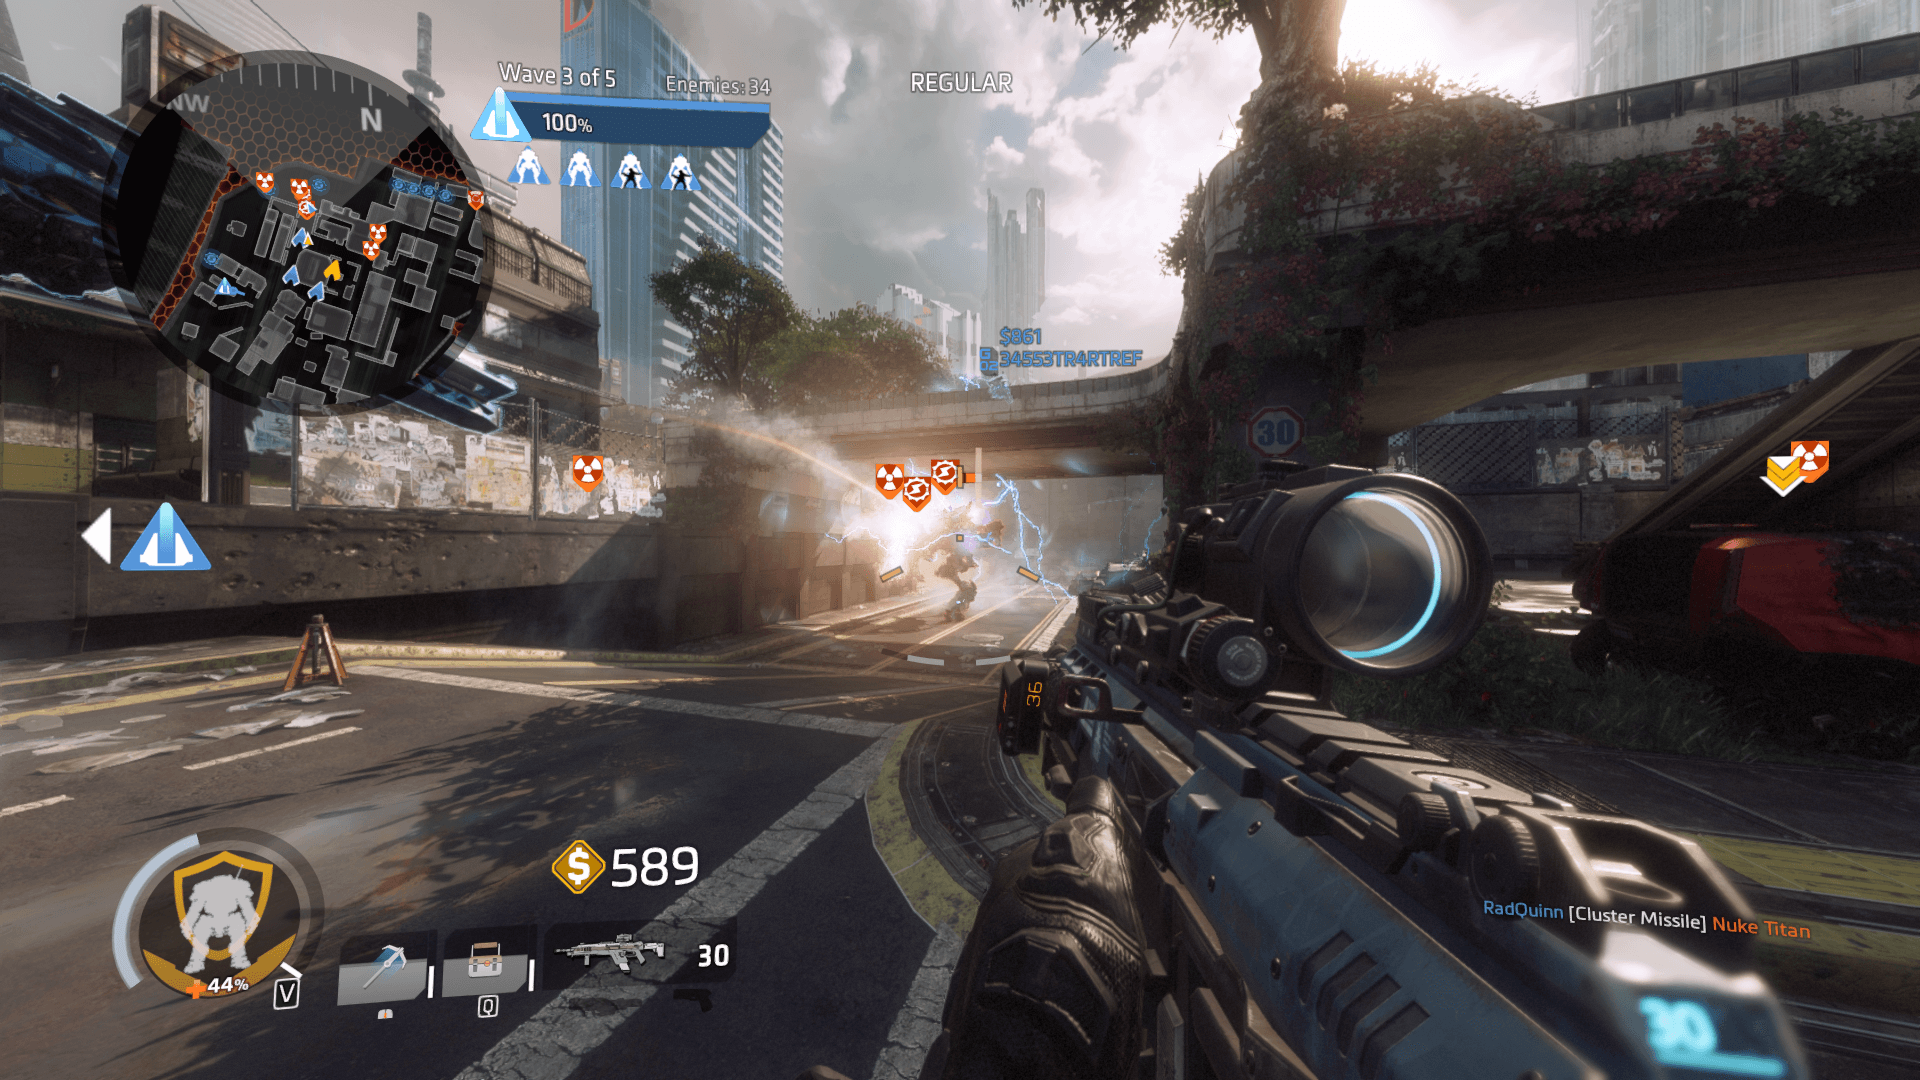 NW
N
Wave 3 of 5
Enemies: 34
100%
REGULAR
$861
34553TR4RTREF
30
36
$ 589
44%
V
Q
30
RadQuinn [Cluster Missile] Nuke Titan
30